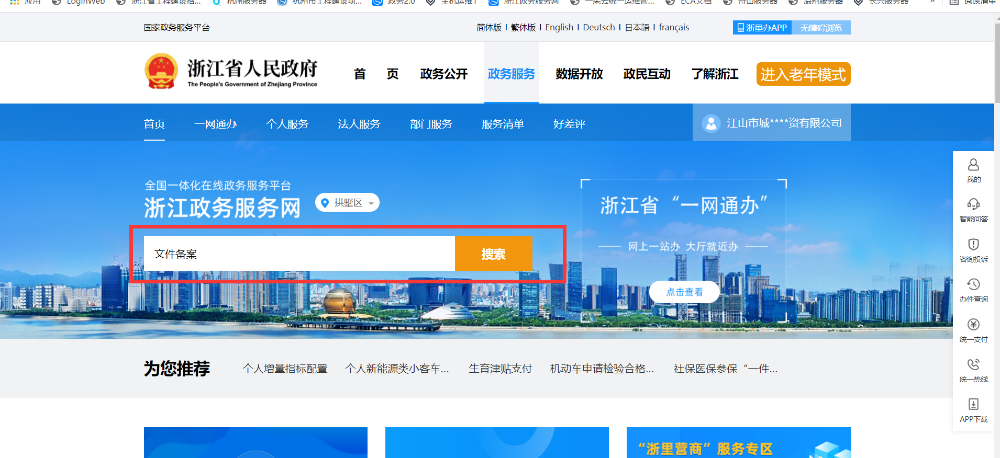 应用 LoginWeb 浙江省工程建设招... 杭州服务器 杭州市工程建设项... 政务2.0 主机运维1 浙江政务服务网 一朵云统一运维管... ECA文档 舟山服务器 温州服务器 长兴服务器 » 阅读清单
国家政务服务平台 简体版 | 繁体版 | English | Deutsch | 日本語 | français 浙里办APP 无障碍浏览
浙江省人民政府
The People's Government of Zhejiang Province
首 页 政务公开 政务服务 数据开放 政民互动 了解浙江 进入老年模式
首页 一网通办 个人服务 法人服务 部门服务 服务清单 好差评 江山市城****资有限公司
全国一体化在线政务服务平台
浙江政务服务网 拱墅区
文件备案 搜索
浙江省“一网通办”
网上一站办 大厅就近办
点击查看
我的
智能问答
咨询投诉
办件查询
统一支付
统一热线
APP下载
为您推荐 个人增量指标配置 个人新能源类小客车... 生育津贴支付 机动车申请检验合格... 社保医保参保“一件...
“浙里营商”服务专区